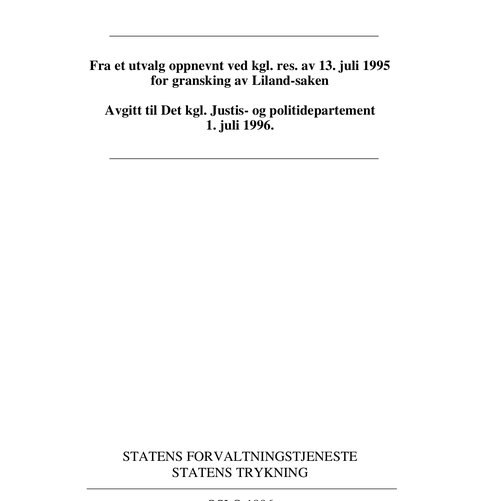 Fra et utvalg oppnevnt ved kgl. res. av 13. juli 1995
for gransking av Liland-saken
Avgitt til Det kgl. Justis- og politidepartement
1. juli 1996.
STATENS FORVALTNINGSTJENESTE
STATENS TRYKNING